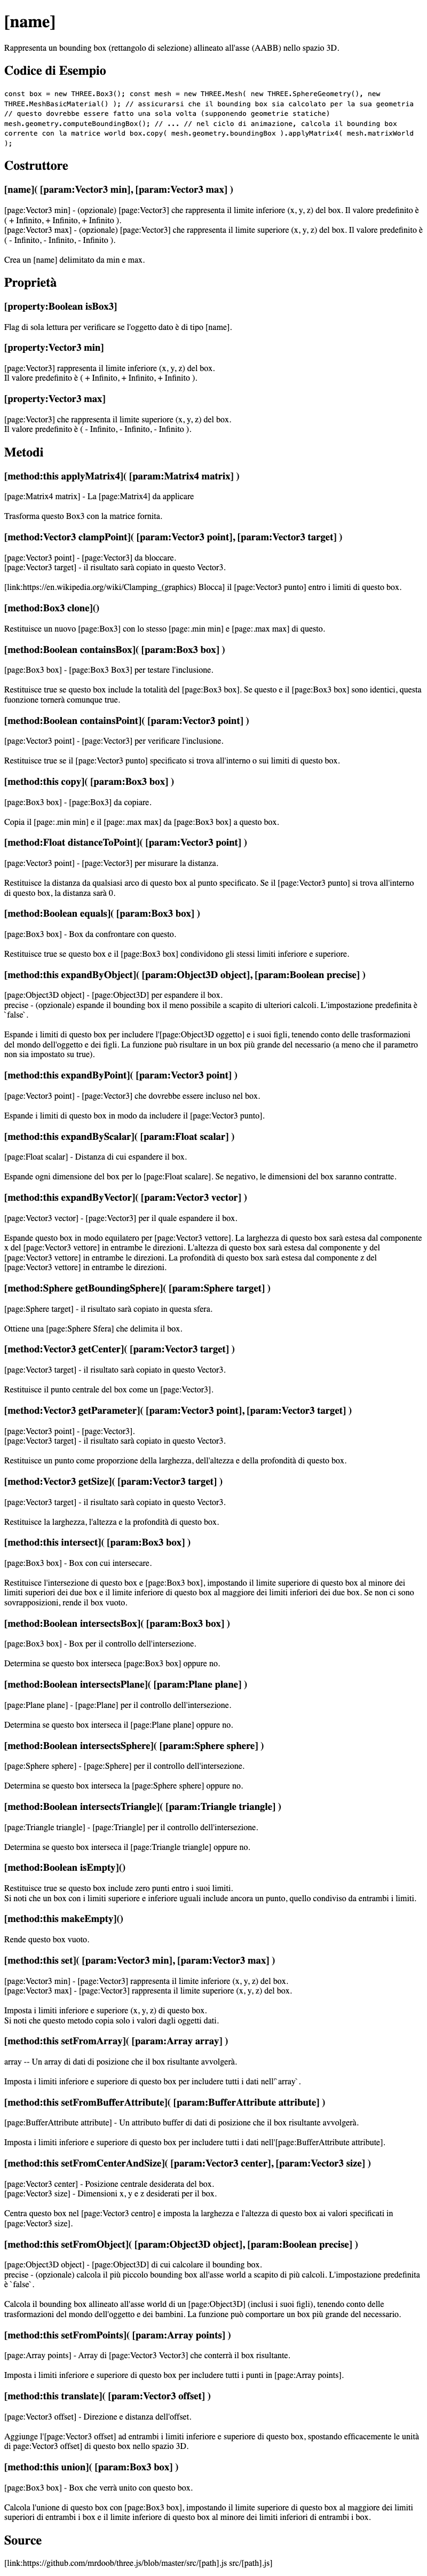 [name]
Rappresenta un bounding box (rettangolo di selezione) allineato all'asse (AABB) nello spazio 3D.
Codice di Esempio
const box = new THREE.Box3(); const mesh = new THREE.Mesh( new THREE.SphereGeometry(), new
THREE.MeshBasicMaterial() ); // assicurarsi che il bounding box sia calcolato per la sua geometria
// questo dovrebbe essere fatto una sola volta (supponendo geometrie statiche)
mesh.geometry.computeBoundingBox(); // ... // nel ciclo di animazione, calcola il bounding box
corrente con la matrice world box.copy( mesh.geometry.boundingBox ).applyMatrix4( mesh.matrixWorld
);
Costruttore
[name]( [param:Vector3 min], [param:Vector3 max] )
[page:Vector3 min] - (opzionale) [page:Vector3] che rappresenta il limite inferiore (x, y, z) del box. Il valore predefinito è
( + Infinito, + Infinito, + Infinito ).
[page:Vector3 max] - (opzionale) [page:Vector3] che rappresenta il limite superiore (x, y, z) del box. Il valore predefinito è
( - Infinito, - Infinito, - Infinito ).
Crea un [name] delimitato da min e max.
Proprietà
[property:Boolean isBox3]
Flag di sola lettura per verificare se l'oggetto dato è di tipo [name].
[property:Vector3 min]
[page:Vector3] rappresenta il limite inferiore (x, y, z) del box.
Il valore predefinito è ( + Infinito, + Infinito, + Infinito ).
[property:Vector3 max]
[page:Vector3] che rappresenta il limite superiore (x, y, z) del box.
Il valore predefinito è ( - Infinito, - Infinito, - Infinito ).
Metodi
[method:this applyMatrix4]( [param:Matrix4 matrix] )
[page:Matrix4 matrix] - La [page:Matrix4] da applicare
Trasforma questo Box3 con la matrice fornita.
[method:Vector3 clampPoint]( [param:Vector3 point], [param:Vector3 target] )
[page:Vector3 point] - [page:Vector3] da bloccare.
[page:Vector3 target] - il risultato sarà copiato in questo Vector3.
[link:https://en.wikipedia.org/wiki/Clamping_(graphics) Blocca] il [page:Vector3 punto] entro i limiti di questo box.
[method:Box3 clone]()
Restituisce un nuovo [page:Box3] con lo stesso [page:.min min] e [page:.max max] di questo.
[method:Boolean containsBox]( [param:Box3 box] )
[page:Box3 box] - [page:Box3 Box3] per testare l'inclusione.
Restituisce true se questo box include la totalità del [page:Box3 box]. Se questo e il [page:Box3 box] sono identici, questa
fuonzione tornerà comunque true.
[method:Boolean containsPoint]( [param:Vector3 point] )
[page:Vector3 point] - [page:Vector3] per verificare l'inclusione.
Restituisce true se il [page:Vector3 punto] specificato si trova all'interno o sui limiti di questo box.
[method:this copy]( [param:Box3 box] )
[page:Box3 box] - [page:Box3] da copiare.
Copia il [page:.min min] e il [page:.max max] da [page:Box3 box] a questo box.
[method:Float distanceToPoint]( [param:Vector3 point] )
[page:Vector3 point] - [page:Vector3] per misurare la distanza.
Restituisce la distanza da qualsiasi arco di questo box al punto specificato. Se il [page:Vector3 punto] si trova all'interno
di questo box, la distanza sarà 0.
[method:Boolean equals]( [param:Box3 box] )
[page:Box3 box] - Box da confrontare con questo.
Restituisce true se questo box e il [page:Box3 box] condividono gli stessi limiti inferiore e superiore.
[method:this expandByObject]( [param:Object3D object], [param:Boolean precise] )
[page:Object3D object] - [page:Object3D] per espandere il box.
precise - (opzionale) espande il bounding box il meno possibile a scapito di ulteriori calcoli. L'impostazione predefinita è
`false`.
Espande i limiti di questo box per includere l'[page:Object3D oggetto] e i suoi figli, tenendo conto delle trasformazioni
del mondo dell'oggetto e dei figli. La funzione può risultare in un box più grande del necessario (a meno che il parametro
non sia impostato su true).
[method:this expandByPoint]( [param:Vector3 point] )
[page:Vector3 point] - [page:Vector3] che dovrebbe essere incluso nel box.
Espande i limiti di questo box in modo da includere il [page:Vector3 punto].
[method:this expandByScalar]( [param:Float scalar] )
[page:Float scalar] - Distanza di cui espandere il box.
Espande ogni dimensione del box per lo [page:Float scalare]. Se negativo, le dimensioni del box saranno contratte.
[method:this expandByVector]( [param:Vector3 vector] )
[page:Vector3 vector] - [page:Vector3] per il quale espandere il box.
Espande questo box in modo equilatero per [page:Vector3 vettore]. La larghezza di questo box sarà estesa dal componente
x del [page:Vector3 vettore] in entrambe le direzioni. L'altezza di questo box sarà estesa dal componente y del
[page:Vector3 vettore] in entrambe le direzioni. La profondità di questo box sarà estesa dal componente z del
[page:Vector3 vettore] in entrambe le direzioni.
[method:Sphere getBoundingSphere]( [param:Sphere target] )
[page:Sphere target] - il risultato sarà copiato in questa sfera.
Ottiene una [page:Sphere Sfera] che delimita il box.
[method:Vector3 getCenter]( [param:Vector3 target] )
[page:Vector3 target] - il risultato sarà copiato in questo Vector3.
Restituisce il punto centrale del box come un [page:Vector3].
[method:Vector3 getParameter]( [param:Vector3 point], [param:Vector3 target] )
[page:Vector3 point] - [page:Vector3].
[page:Vector3 target] - il risultato sarà copiato in questo Vector3.
Restituisce un punto come proporzione della larghezza, dell'altezza e della profondità di questo box.
[method:Vector3 getSize]( [param:Vector3 target] )
[page:Vector3 target] - il risultato sarà copiato in questo Vector3.
Restituisce la larghezza, l'altezza e la profondità di questo box.
[method:this intersect]( [param:Box3 box] )
[page:Box3 box] - Box con cui intersecare.
Restituisce l'intersezione di questo box e [page:Box3 box], impostando il limite superiore di questo box al minore dei
limiti superiori dei due box e il limite inferiore di questo box al maggiore dei limiti inferiori dei due box. Se non ci sono
sovrapposizioni, rende il box vuoto.
[method:Boolean intersectsBox]( [param:Box3 box] )
[page:Box3 box] - Box per il controllo dell'intersezione.
Determina se questo box interseca [page:Box3 box] oppure no.
[method:Boolean intersectsPlane]( [param:Plane plane] )
[page:Plane plane] - [page:Plane] per il controllo dell'intersezione.
Determina se questo box interseca il [page:Plane plane] oppure no.
[method:Boolean intersectsSphere]( [param:Sphere sphere] )
[page:Sphere sphere] - [page:Sphere] per il controllo dell'intersezione.
Determina se questo box interseca la [page:Sphere sphere] oppure no.
[method:Boolean intersectsTriangle]( [param:Triangle triangle] )
[page:Triangle triangle] - [page:Triangle] per il controllo dell'intersezione.
Determina se questo box interseca il [page:Triangle triangle] oppure no.
[method:Boolean isEmpty]()
Restituisce true se questo box include zero punti entro i suoi limiti.
Si noti che un box con i limiti superiore e inferiore uguali include ancora un punto, quello condiviso da entrambi i limiti.
[method:this makeEmpty]()
Rende questo box vuoto.
[method:this set]( [param:Vector3 min], [param:Vector3 max] )
[page:Vector3 min] - [page:Vector3] rappresenta il limite inferiore (x, y, z) del box.
[page:Vector3 max] - [page:Vector3] rappresenta il limite superiore (x, y, z) del box.
Imposta i limiti inferiore e superiore (x, y, z) di questo box.
Si noti che questo metodo copia solo i valori dagli oggetti dati.
[method:this setFromArray]( [param:Array array] )
array -- Un array di dati di posizione che il box risultante avvolgerà.
Imposta i limiti inferiore e superiore di questo box per includere tutti i dati nell'`array`.
[method:this setFromBufferAttribute]( [param:BufferAttribute attribute] )
[page:BufferAttribute attribute] - Un attributo buffer di dati di posizione che il box risultante avvolgerà.
Imposta i limiti inferiore e superiore di questo box per includere tutti i dati nell'[page:BufferAttribute attribute].
[method:this setFromCenterAndSize]( [param:Vector3 center], [param:Vector3 size] )
[page:Vector3 center] - Posizione centrale desiderata del box.
[page:Vector3 size] - Dimensioni x, y e z desiderati per il box.
Centra questo box nel [page:Vector3 centro] e imposta la larghezza e l'altezza di questo box ai valori specificati in
[page:Vector3 size].
[method:this setFromObject]( [param:Object3D object], [param:Boolean precise] )
[page:Object3D object] - [page:Object3D] di cui calcolare il bounding box.
precise - (opzionale) calcola il più piccolo bounding box all'asse world a scapito di più calcoli. L'impostazione predefinita
è `false`.
Calcola il bounding box allineato all'asse world di un [page:Object3D] (inclusi i suoi figli), tenendo conto delle
trasformazioni del mondo dell'oggetto e dei bambini. La funzione può comportare un box più grande del necessario.
[method:this setFromPoints]( [param:Array points] )
[page:Array points] - Array di [page:Vector3 Vector3] che conterrà il box risultante.
Imposta i limiti inferiore e superiore di questo box per includere tutti i punti in [page:Array points].
[method:this translate]( [param:Vector3 offset] )
[page:Vector3 offset] - Direzione e distanza dell'offset.
Aggiunge l'[page:Vector3 offset] ad entrambi i limiti inferiore e superiore di questo box, spostando efficacemente le unità
di page:Vector3 offset] di questo box nello spazio 3D.
[method:this union]( [param:Box3 box] )
[page:Box3 box] - Box che verrà unito con questo box.
Calcola l'unione di questo box con [page:Box3 box], impostando il limite superiore di questo box al maggiore dei limiti
superiori di entrambi i box e il limite inferiore di questo box al minore dei limiti inferiori di entrambi i box.
Source
[link:https://github.com/mrdoob/three.js/blob/master/src/[path].js src/[path].js]